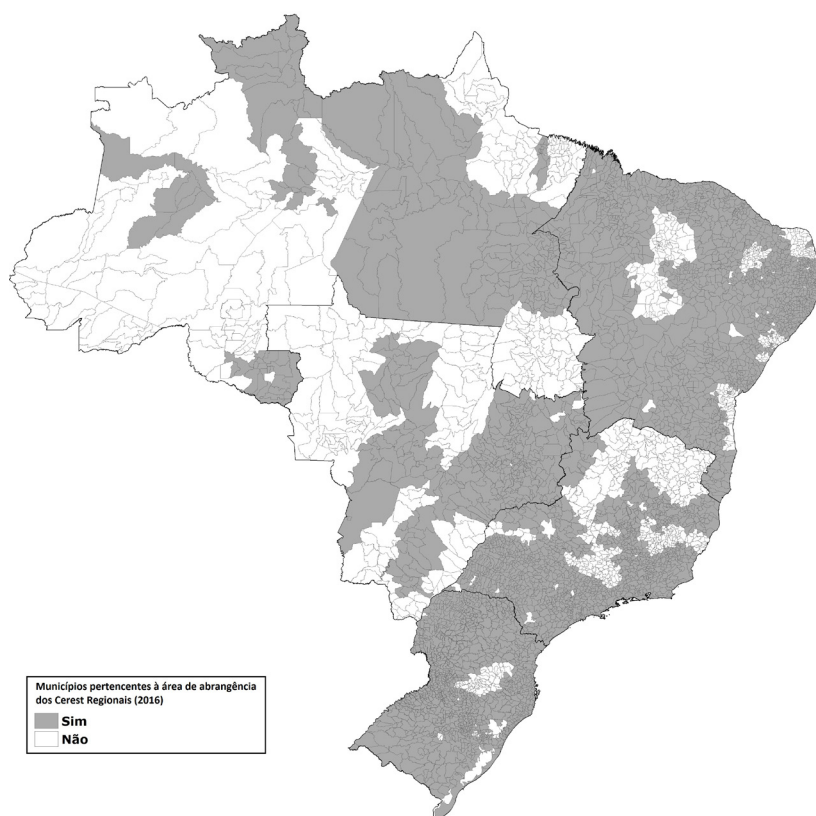 Municípios pertencentes à área de abrangência
dos Cerest Regionais (2016)
Sim
Não